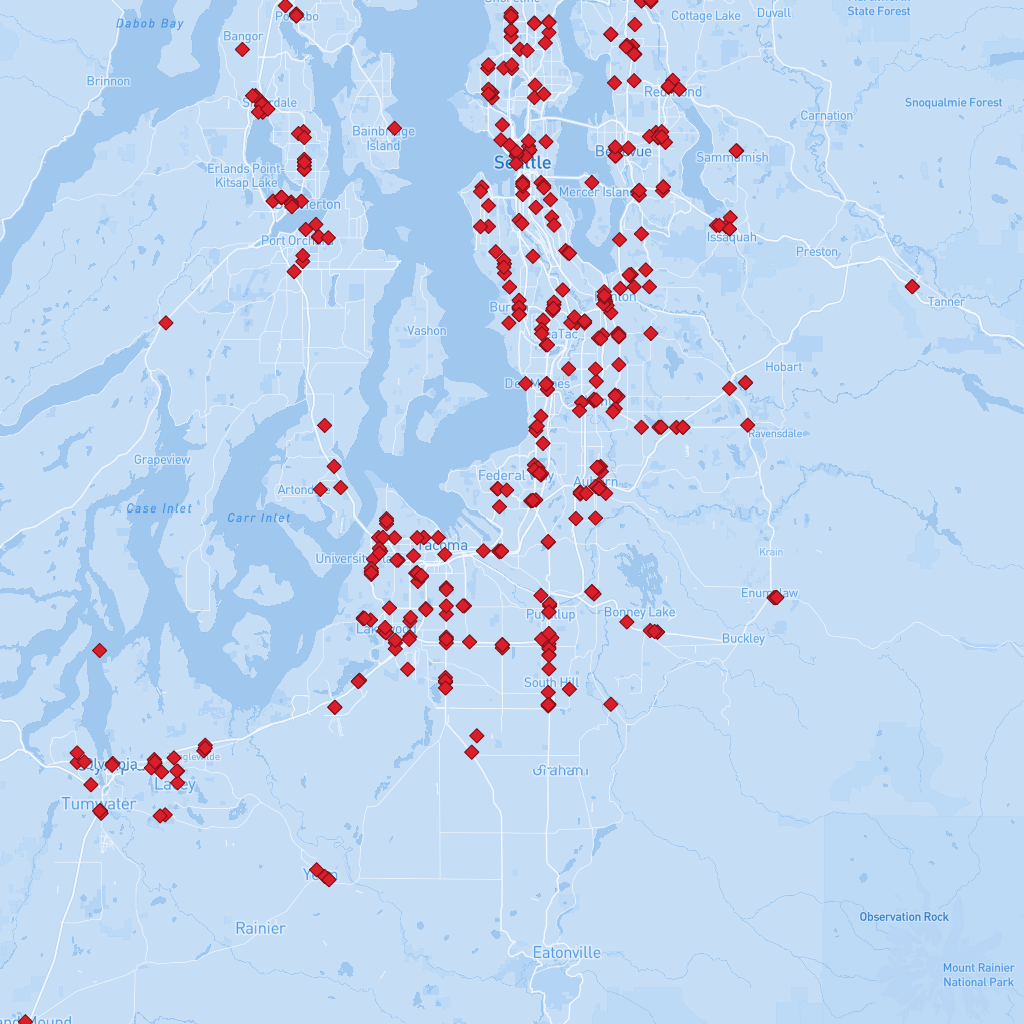 Dabob Bay
Cottage Lake
Duvall
State Forest
Bangor
Brinnon
Snoqualmie Forest
Carnation
Bainbridge
Island
Seattle
Sammamish
Erlands Point-
Kitsap Lake
Mercer Island
Port Orchard
Issaquah
Preston
Tanner
Vashon
Hobart
Ravensdale
Grapeview
Federal Way
Auburn
Artondale
Case Inlet
Carr Inlet
Tacoma
Krain
Enumclaw
Bonney Lake
Puyallup
Lakewood
Buckley
South Hill
Olympia
Graham
Lacey
Tumwater
Yelm
Observation Rock
Rainier
Eatonville
Mount Rainier
National Park